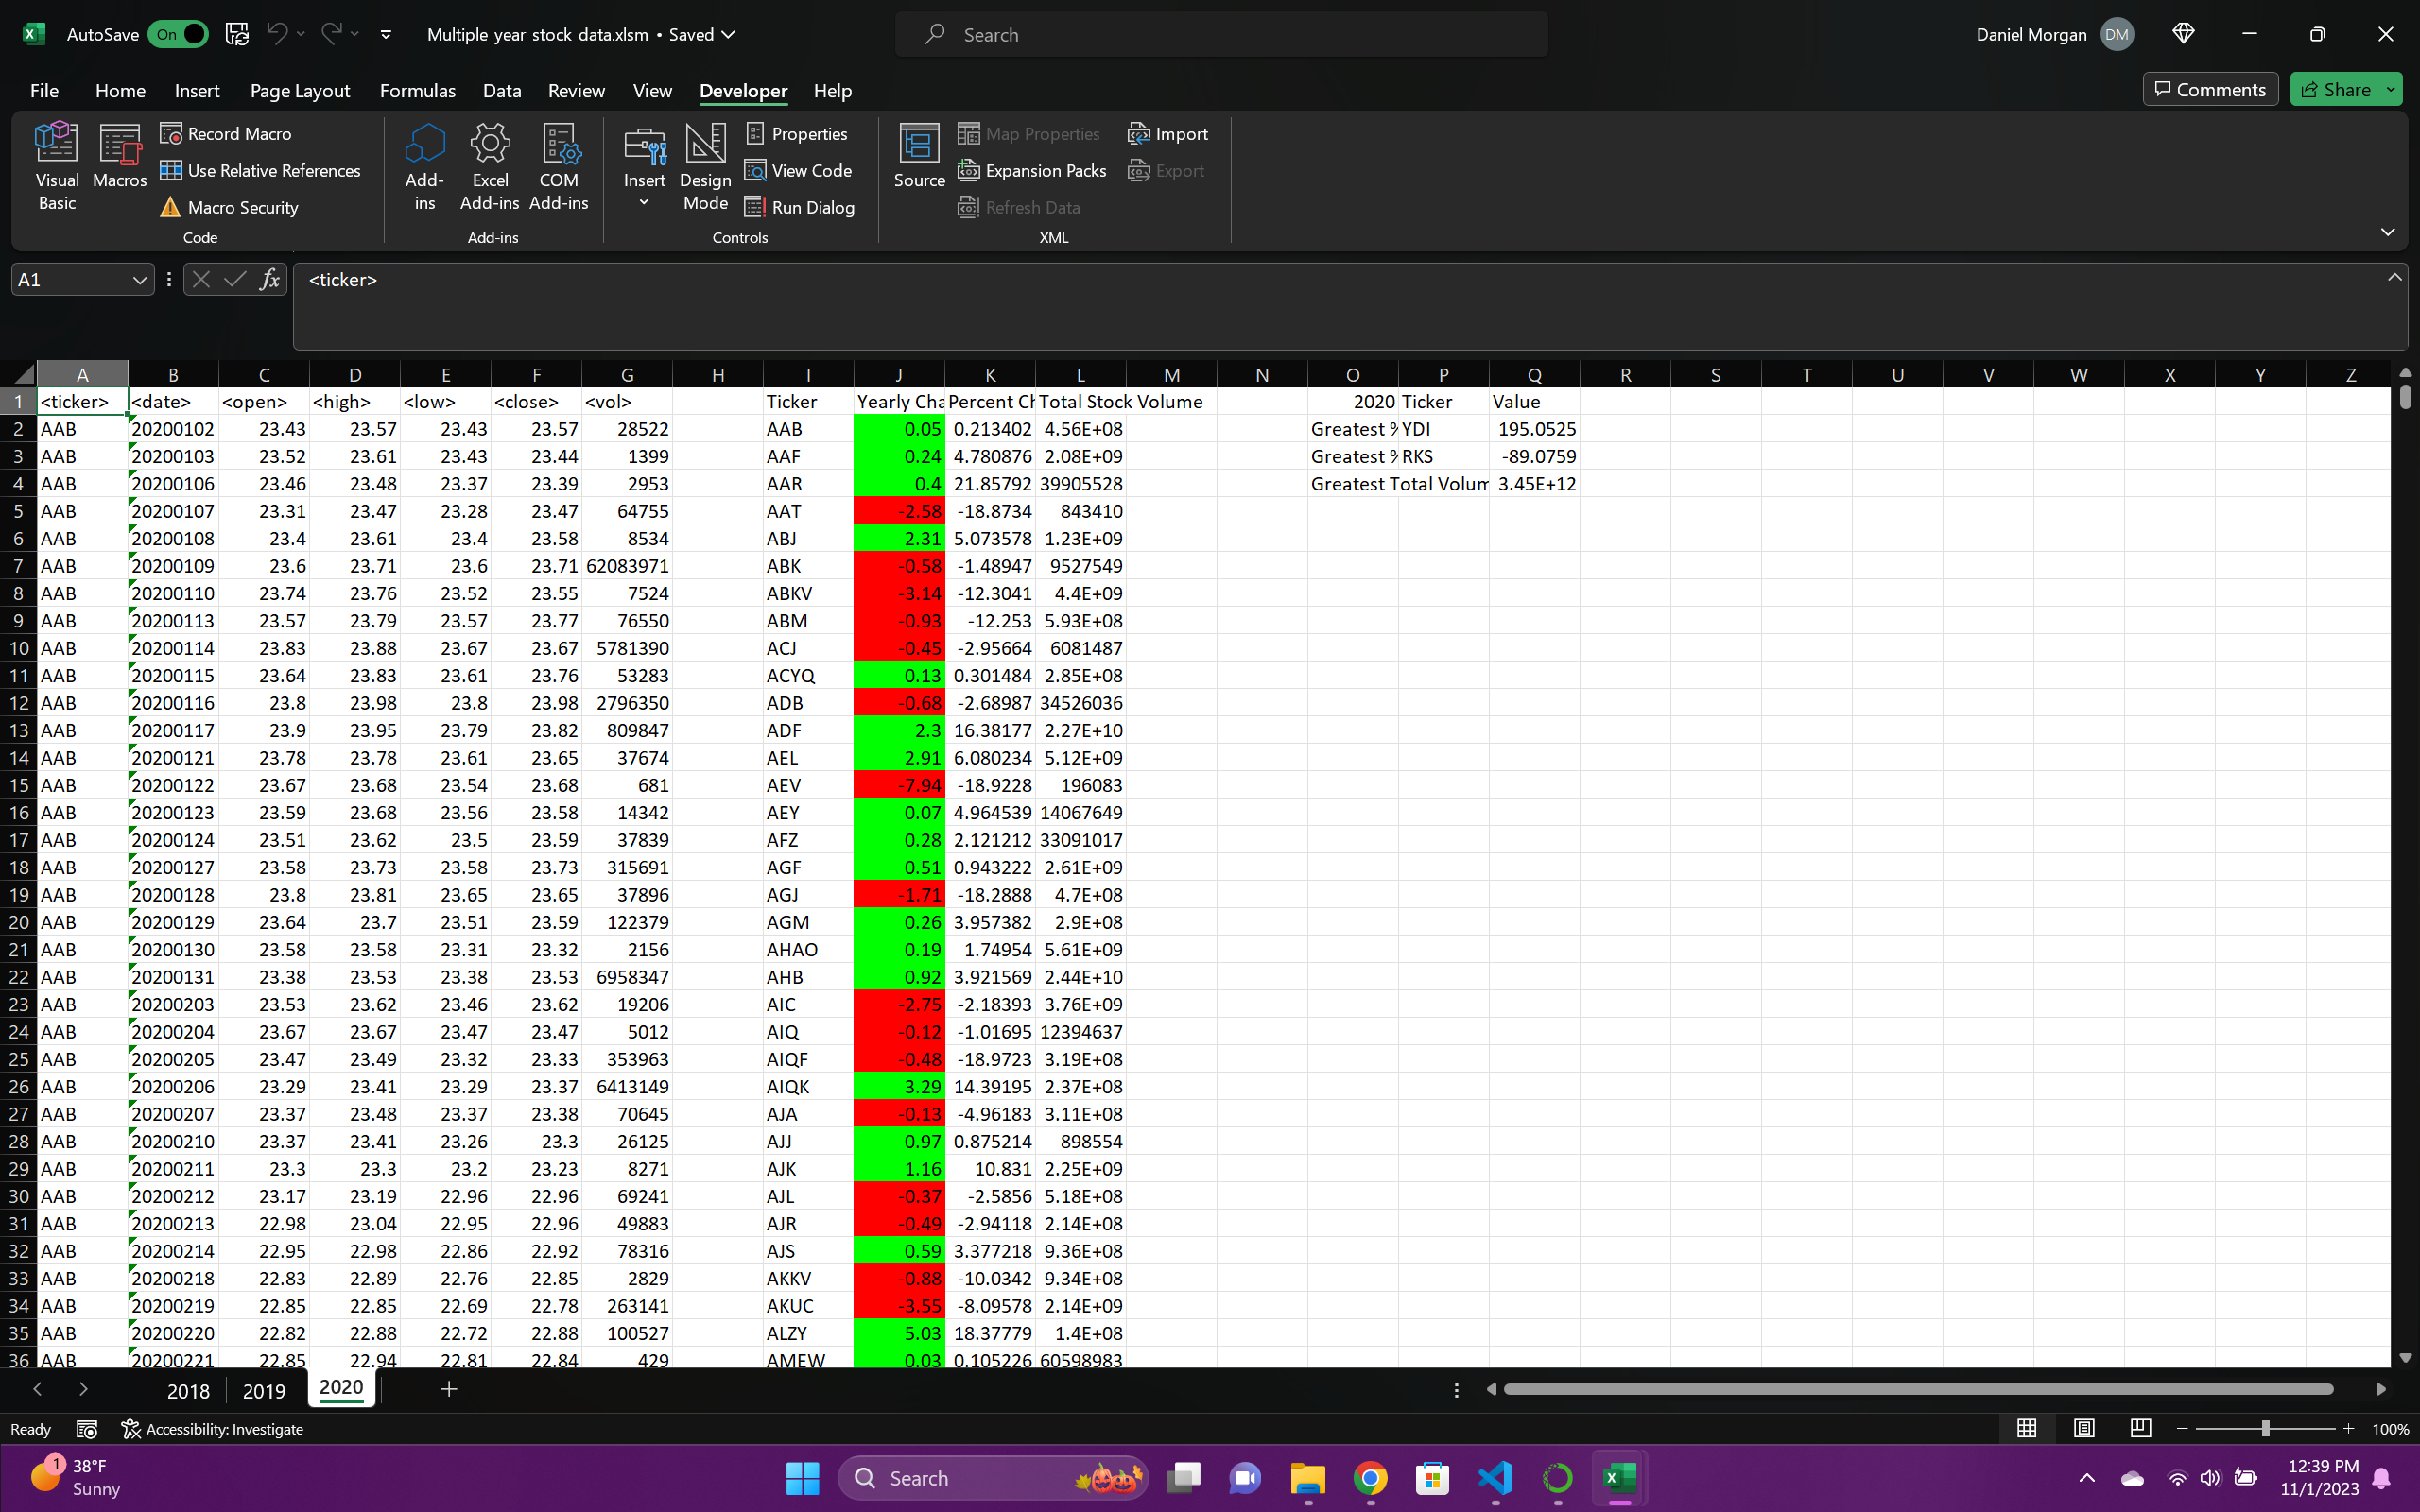 AutoSave On Multiple_year_stock_data.xlsm • Saved Search Daniel Morgan DM
File Home Insert Page Layout Formulas Data Review View Developer Help Comments Share
Visual Basic
Macros
Record Macro
Use Relative References
Macro Security
Code
Add-ins
Excel Add-ins
COM Add-ins
Add-ins
Insert
Design Mode
Properties
View Code
Run Dialog
Controls
Source
Map Properties
Expansion Packs
Refresh Data
Import
Export
XML
A1 fx <ticker>
A B C D E F G H I J K L M N O P Q R S T U V W X Y Z
1 <ticker> <date> <open> <high> <low> <close> <vol> Ticker Yearly Cha Percent Ch Total Stock Volume 2020 Ticker Value
2 AAB 20200102 23.43 23.57 23.43 23.57 28522 AAB 0.05 0.213402 4.56E+08 Greatest % YDI 195.0525
3 AAB 20200103 23.52 23.61 23.43 23.44 1399 AAF 0.24 4.780876 2.08E+09 Greatest % RKS -89.0759
4 AAB 20200106 23.46 23.48 23.37 23.39 2953 AAR 0.4 21.85792 39905528 Greatest Total Volum 3.45E+12
5 AAB 20200107 23.31 23.47 23.28 23.47 64755 AAT -2.58 -18.8734 843410
6 AAB 20200108 23.4 23.61 23.4 23.58 8534 ABJ 2.31 5.073578 1.23E+09
7 AAB 20200109 23.6 23.71 23.6 23.71 62083971 ABK -0.58 -1.48947 9527549
8 AAB 20200110 23.74 23.76 23.52 23.55 7524 ABKV -3.14 -12.3041 4.4E+09
9 AAB 20200113 23.57 23.79 23.57 23.77 76550 ABM -0.93 -12.253 5.93E+08
10 AAB 20200114 23.83 23.88 23.67 23.67 5781390 ACJ -0.45 -2.95664 6081487
11 AAB 20200115 23.64 23.83 23.61 23.76 53283 ACYQ 0.13 0.301484 2.85E+08
12 AAB 20200116 23.8 23.98 23.8 23.98 2796350 ADB -0.68 -2.68987 34526036
13 AAB 20200117 23.9 23.95 23.79 23.82 809847 ADF 2.3 16.38177 2.27E+10
14 AAB 20200121 23.78 23.78 23.61 23.65 37674 AEL 2.91 6.080234 5.12E+09
15 AAB 20200122 23.67 23.68 23.54 23.68 681 AEV -7.94 -18.9228 196083
16 AAB 20200123 23.59 23.68 23.56 23.58 14342 AEY 0.07 4.964539 14067649
17 AAB 20200124 23.51 23.62 23.5 23.59 37839 AFZ 0.28 2.121212 33091017
18 AAB 20200127 23.58 23.73 23.58 23.73 315691 AGF 0.51 0.943222 2.61E+09
19 AAB 20200128 23.8 23.81 23.65 23.65 37896 AGJ -1.71 -18.2888 4.7E+08
20 AAB 20200129 23.64 23.7 23.51 23.59 122379 AGM 0.26 3.957382 2.9E+08
21 AAB 20200130 23.58 23.58 23.31 23.32 2156 AHAO 0.19 1.74954 5.61E+09
22 AAB 20200131 23.38 23.53 23.38 23.53 6958347 AHB 0.92 3.921569 2.44E+10
23 AAB 20200203 23.53 23.62 23.46 23.62 19206 AIC -2.75 -2.18393 3.76E+09
24 AAB 20200204 23.67 23.67 23.47 23.47 5012 AIQ -0.12 -1.01695 12394637
25 AAB 20200205 23.47 23.49 23.32 23.33 353963 AIQF -0.48 -18.9723 3.19E+08
26 AAB 20200206 23.29 23.41 23.29 23.37 6413149 AIQK 3.29 14.39195 2.37E+08
27 AAB 20200207 23.37 23.48 23.37 23.38 70645 AJA -0.13 -4.96183 3.11E+08
28 AAB 20200210 23.37 23.41 23.26 23.3 26125 AJJ 0.97 0.875214 898554
29 AAB 20200211 23.3 23.3 23.2 23.23 8271 AJK 1.16 10.831 2.25E+09
30 AAB 20200212 23.17 23.19 22.96 22.96 69241 AJL -0.37 -2.5856 5.18E+08
31 AAB 20200213 22.98 23.04 22.95 22.96 49883 AJR -0.49 -2.94118 2.14E+08
32 AAB 20200214 22.95 22.98 22.86 22.92 78316 AJS 0.59 3.377218 9.36E+08
33 AAB 20200218 22.83 22.89 22.76 22.85 2829 AKKV -0.88 -10.0342 9.34E+08
34 AAB 20200219 22.85 22.85 22.69 22.78 263141 AKUC -3.55 -8.09578 2.14E+09
35 AAB 20200220 22.82 22.88 22.72 22.88 100527 ALZY 5.03 18.37779 1.4E+08
36 AAB 20200221 22.85 22.94 22.81 22.84 429 AMEW 0.03 0.105226 60598983
2018 2019 2020
Ready Accessibility: Investigate 100%
1 38°F
Sunny
Search
12:39 PM
11/1/2023